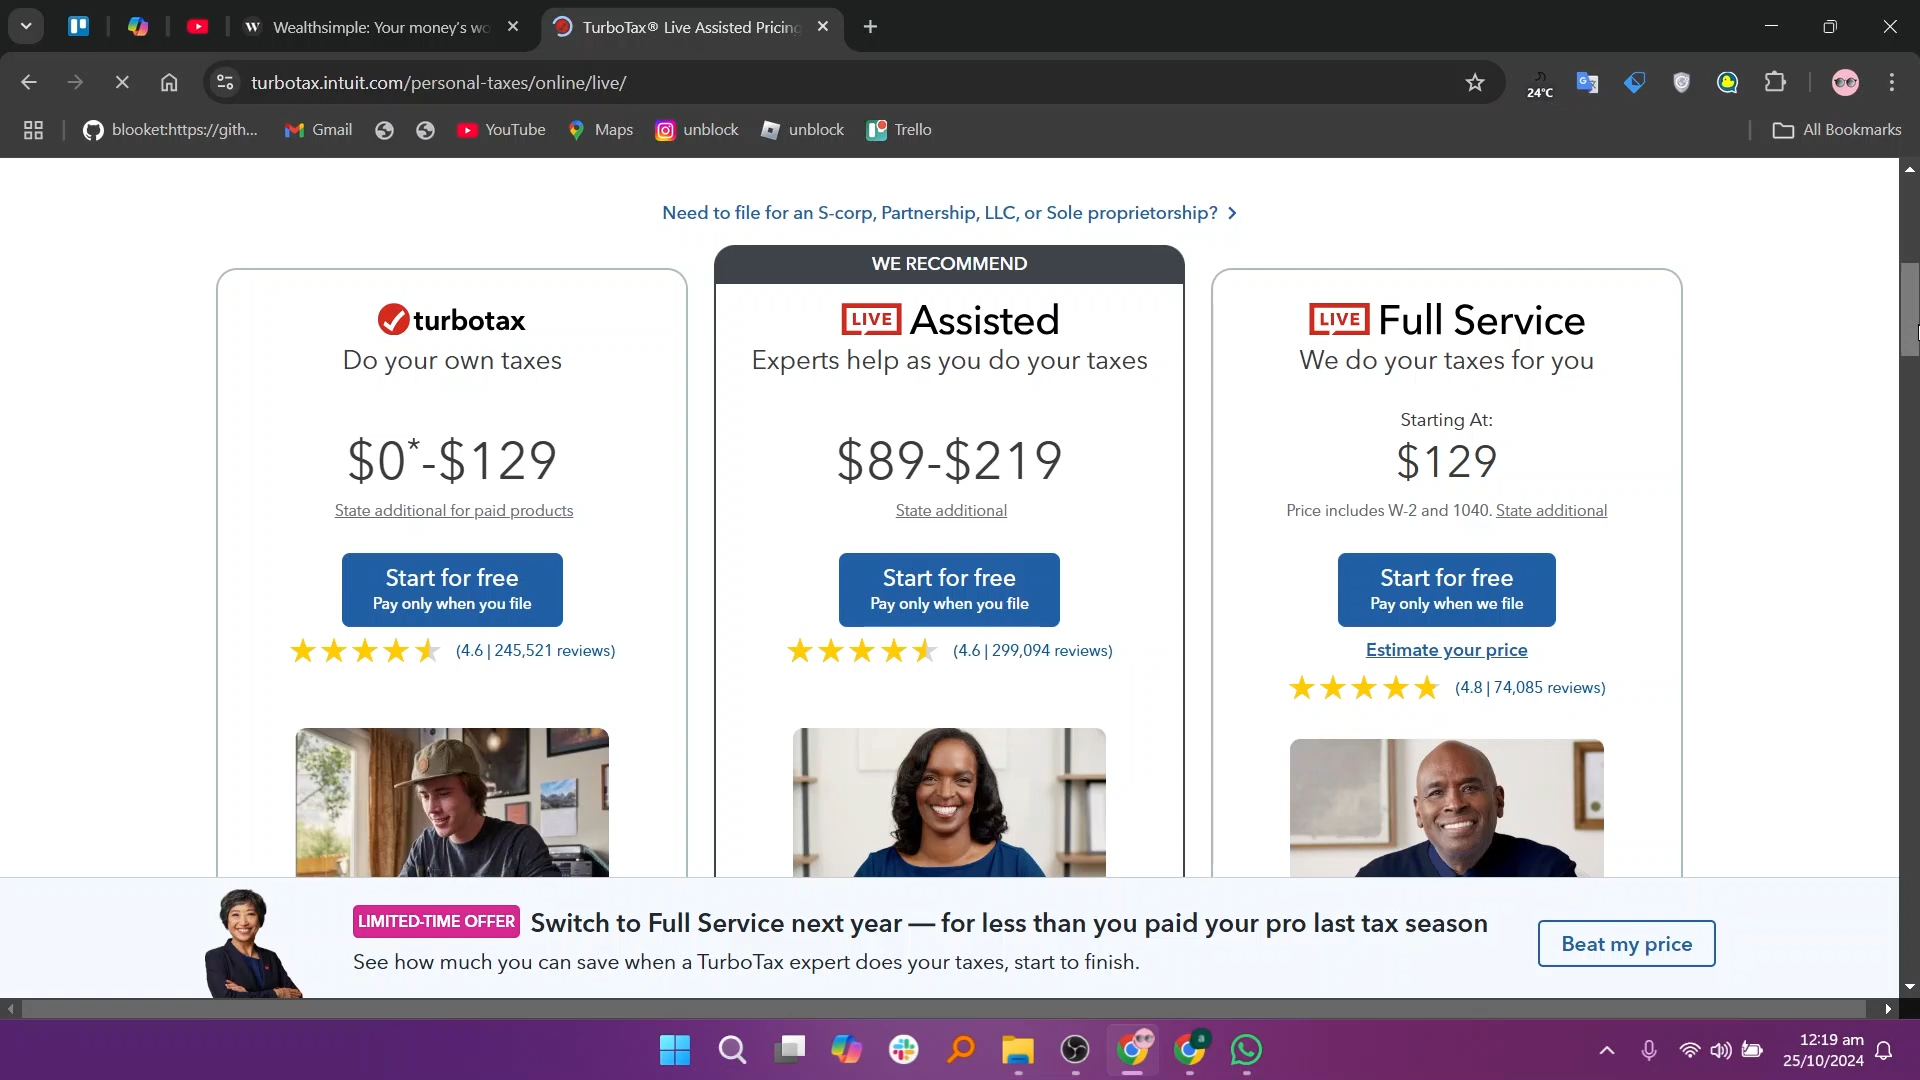 Wealthsimple: Your money's wo
TurboTax® Live Assisted Pricing
turbotax.intuit.com/personal-taxes/online/live/
24°C
blooket:https://gith...
Gmail
YouTube
Maps
unblock
unblock
Trello
All Bookmarks
Need to file for an S-corp, Partnership, LLC, or Sole proprietorship?
WE RECOMMEND
turbotax
Do your own taxes
$0*-$129
State additional for paid products
Start for free
Pay only when you file
(4.6 | 245,521 reviews)
LIVE Assisted
Experts help as you do your taxes
$89-$219
State additional
Start for free
Pay only when you file
(4.6 | 299,094 reviews)
LIVE Full Service
We do your taxes for you
Starting At:
$129
Price includes W-2 and 1040. State additional
Start for free
Pay only when we file
Estimate your price
(4.8 | 74,085 reviews)
LIMITED-TIME OFFER Switch to Full Service next year — for less than you paid your pro last tax season
See how much you can save when a TurboTax expert does your taxes, start to finish.
Beat my price
12:19 am
25/10/2024